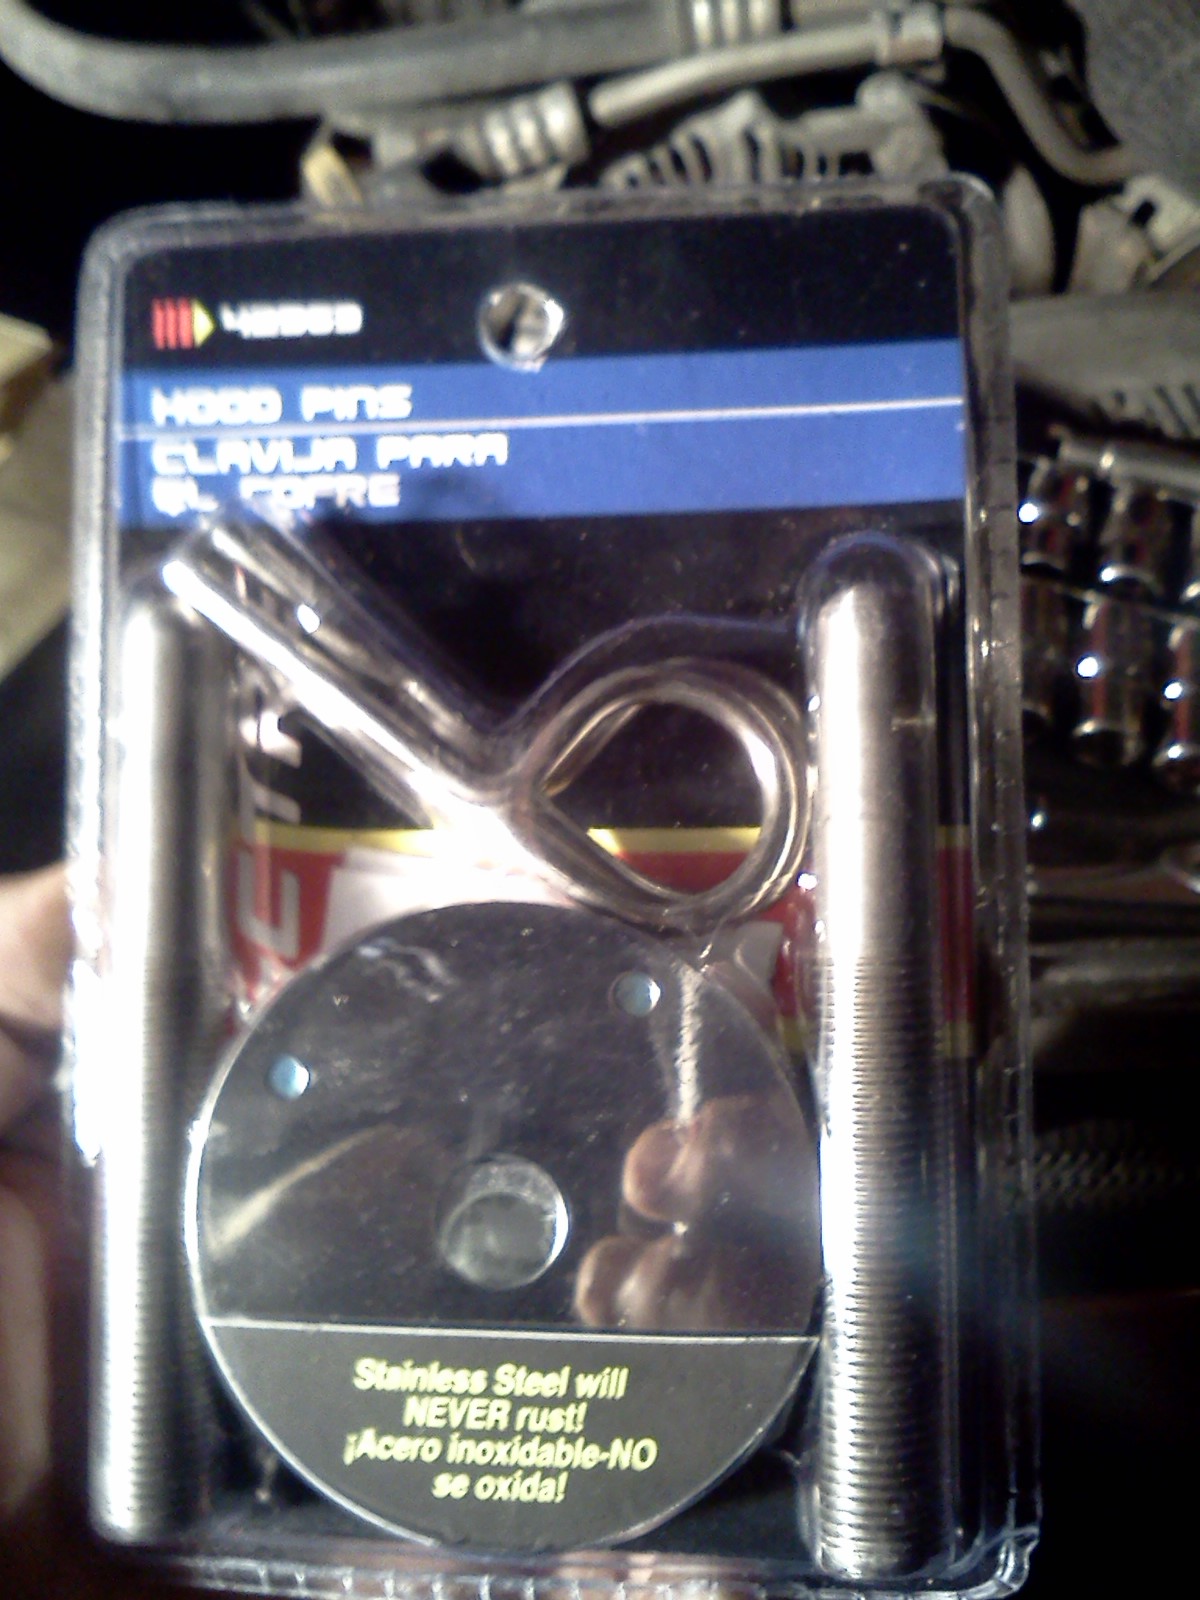 HOOD PINS
CLAVIJA PARA
EL COFRE
Stainless Steel will
NEVER rust!
¡Acero inoxidable-NO
se oxida!